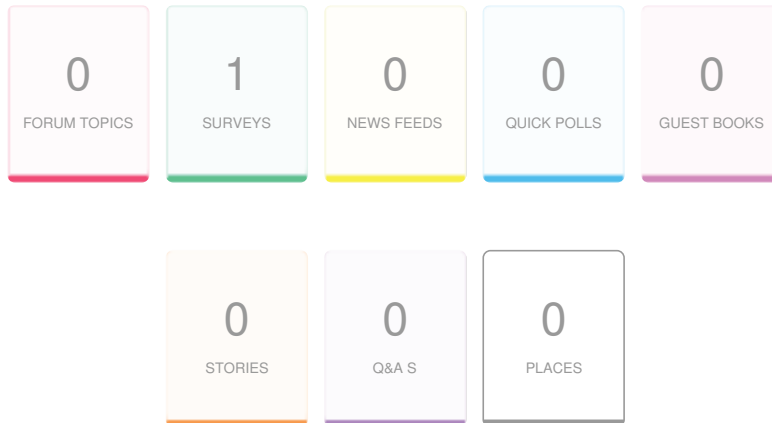 0 1 0 0 0
FORUM TOPICS SURVEYS NEWS FEEDS QUICK POLLS GUEST BOOKS
0 0 0
STORIES Q&A S PLACES